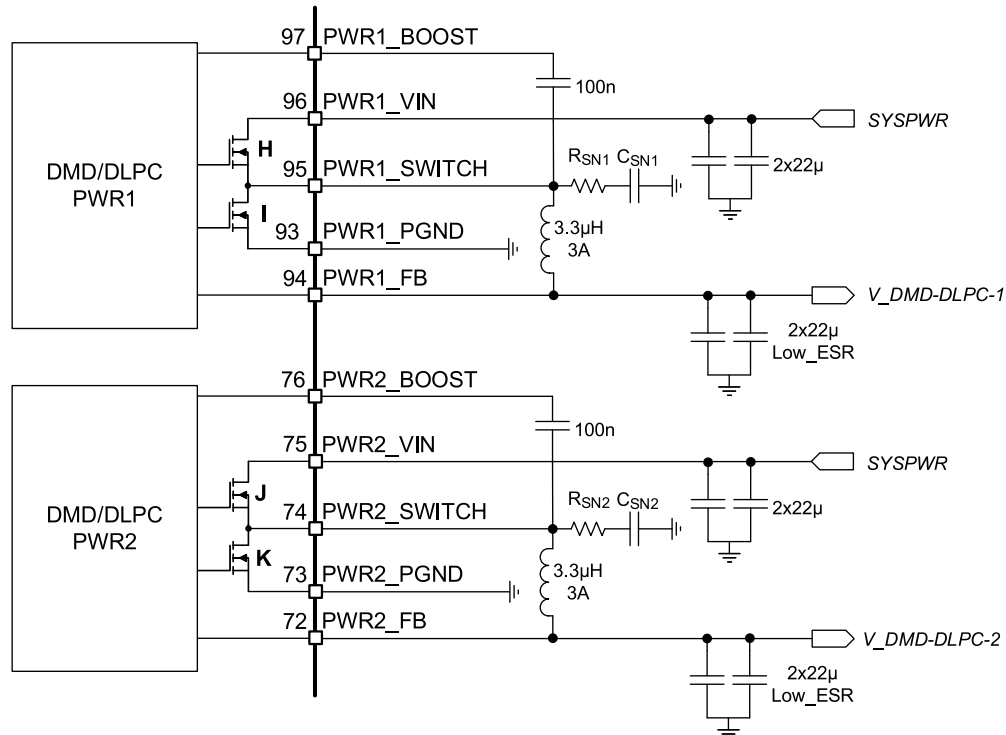 97 PWR1_BOOST
100n
96 PWR1_VIN
SYSPWR
H
2x22µ
DMD/DLPC
PWR1
95 PWR1_SWITCH
RSN1 CSN1
I
3.3µH
3A
93 PWR1_PGND
94 PWR1_FB
V_DMD-DLPC-1
2x22µ
Low_ESR
76 PWR2_BOOST
100n
75 PWR2_VIN
SYSPWR
J
2x22µ
DMD/DLPC
PWR2
74 PWR2_SWITCH
RSN2 CSN2
K
3.3µH
3A
73 PWR2_PGND
72 PWR2_FB
V_DMD-DLPC-2
2x22µ
Low_ESR